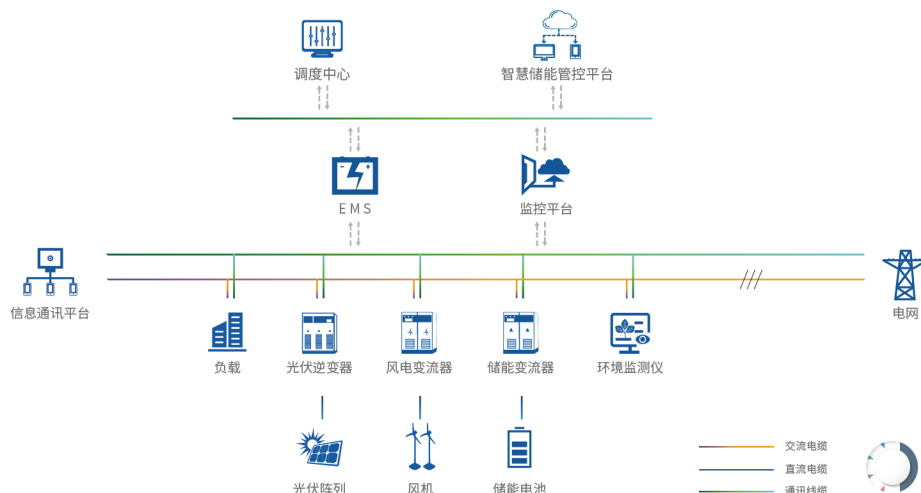 调度中心
智慧储能管控平台
EMS
监控平台
信息通讯平台
电网
负载
光伏逆变器
风电变流器
储能变流器
环境监测仪
光伏阵列
风机
储能电池
交流电缆
直流电缆
通讯线缆